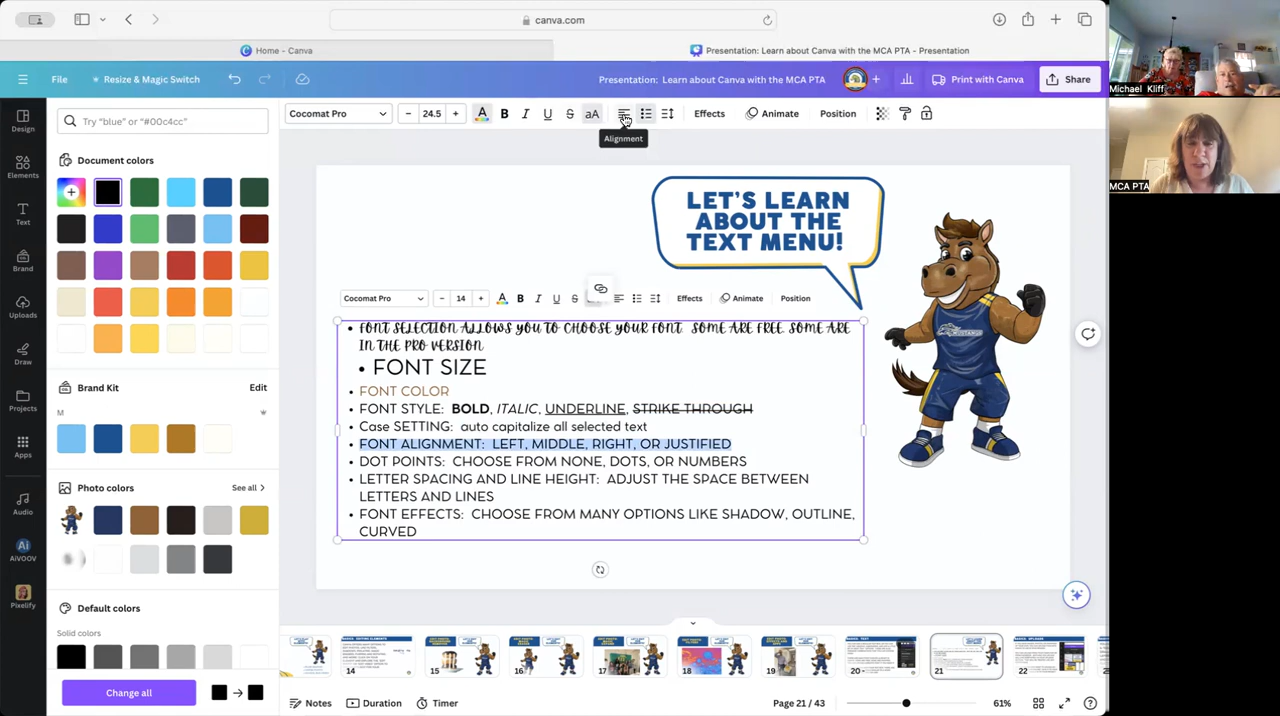 canva.com
Home - Canva
Presentation: Learn about Canva with the MCA PTA - Presentation
File
Resize & Magic Switch
Presentation: Learn about Canva with the MCA PTA
Print with Canva
Share
Design
Elements
Text
Brand
Uploads
Draw
Projects
Apps
Audio
AiVOOV
Pixelify
Try “blue” or “#00c4cc”
Document colors
Brand Kit
Edit
M
Photo colors
See all
Default colors
Solid colors
Change all
Cocomat Pro
– 24.5 +
A B I U S aA
Effects
Animate
Position
Alignment
LET'S LEARN
ABOUT THE
TEXT MENU!
Cocomat Pro
– 14 +
A B I U S
Effects
Animate
Position
• FONT SELECTION ALLOWS YOU TO CHOOSE YOUR FONT SOME ARE FREE SOME ARE
IN THE PRO VERSION
• FONT SIZE
• FONT COLOR
• FONT STYLE: BOLD, ITALIC, UNDERLINE, STRIKE THROUGH
• Case SETTING: auto capitalize all selected text
• FONT ALIGNMENT: LEFT, MIDDLE, RIGHT, OR JUSTIFIED
• DOT POINTS: CHOOSE FROM NONE, DOTS, OR NUMBERS
• LETTER SPACING AND LINE HEIGHT: ADJUST THE SPACE BETWEEN
LETTERS AND LINES
• FONT EFFECTS: CHOOSE FROM MANY OPTIONS LIKE SHADOW, OUTLINE,
CURVED
16
17
18
19
20
21
22
Notes
Duration
Timer
Page 21 / 43
61%
Michael Kliff
MCA PTA